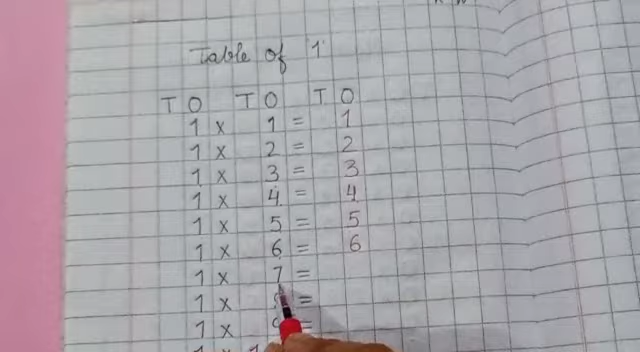 Table of 1
T O T O T O
1 x 1 = 1
1 x 2 = 2
1 x 3 = 3
1 x 4 = 4
1 x 5 = 5
1 x 6 = 6
1 x 7 =
1 x =
1 x =